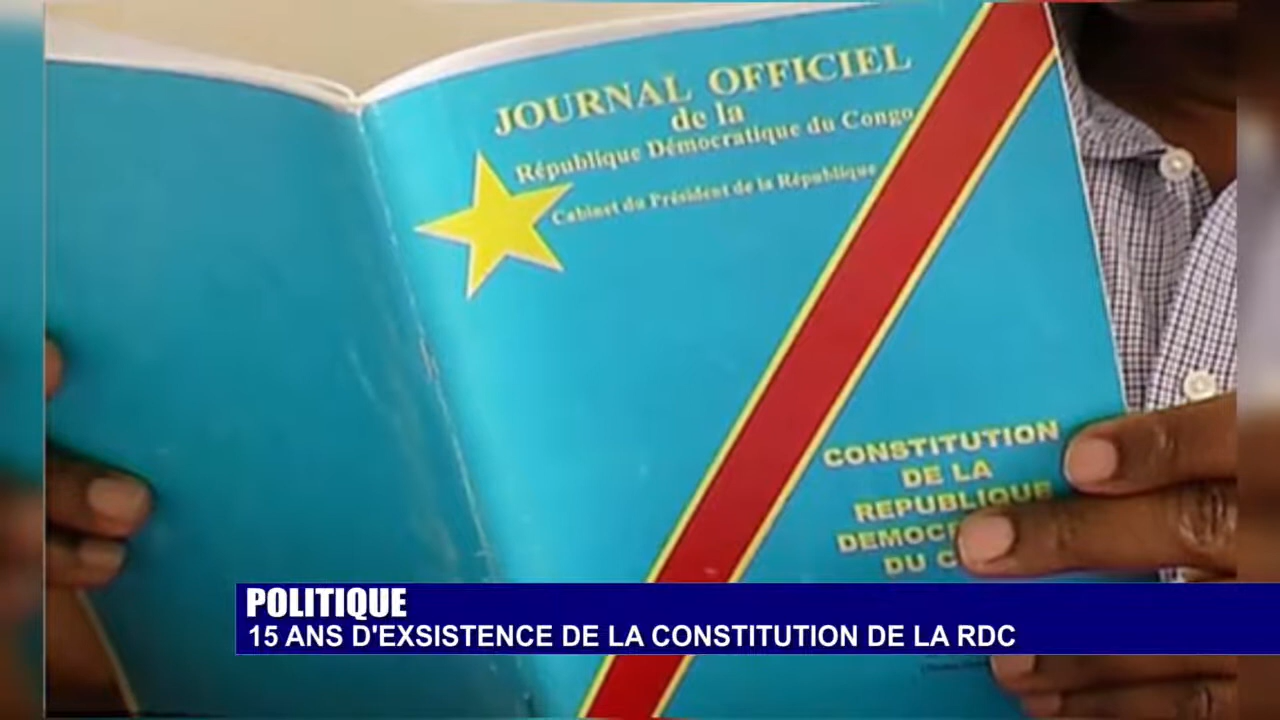 JOURNAL OFFICIEL
de la
République Démocratique du Congo
Cabinet du Président de la République
CONSTITUTION
DE LA
REPUBLIQUE
DU
POLITIQUE
15 ANS D'EXSISTENCE DE LA CONSTITUTION DE LA RDC